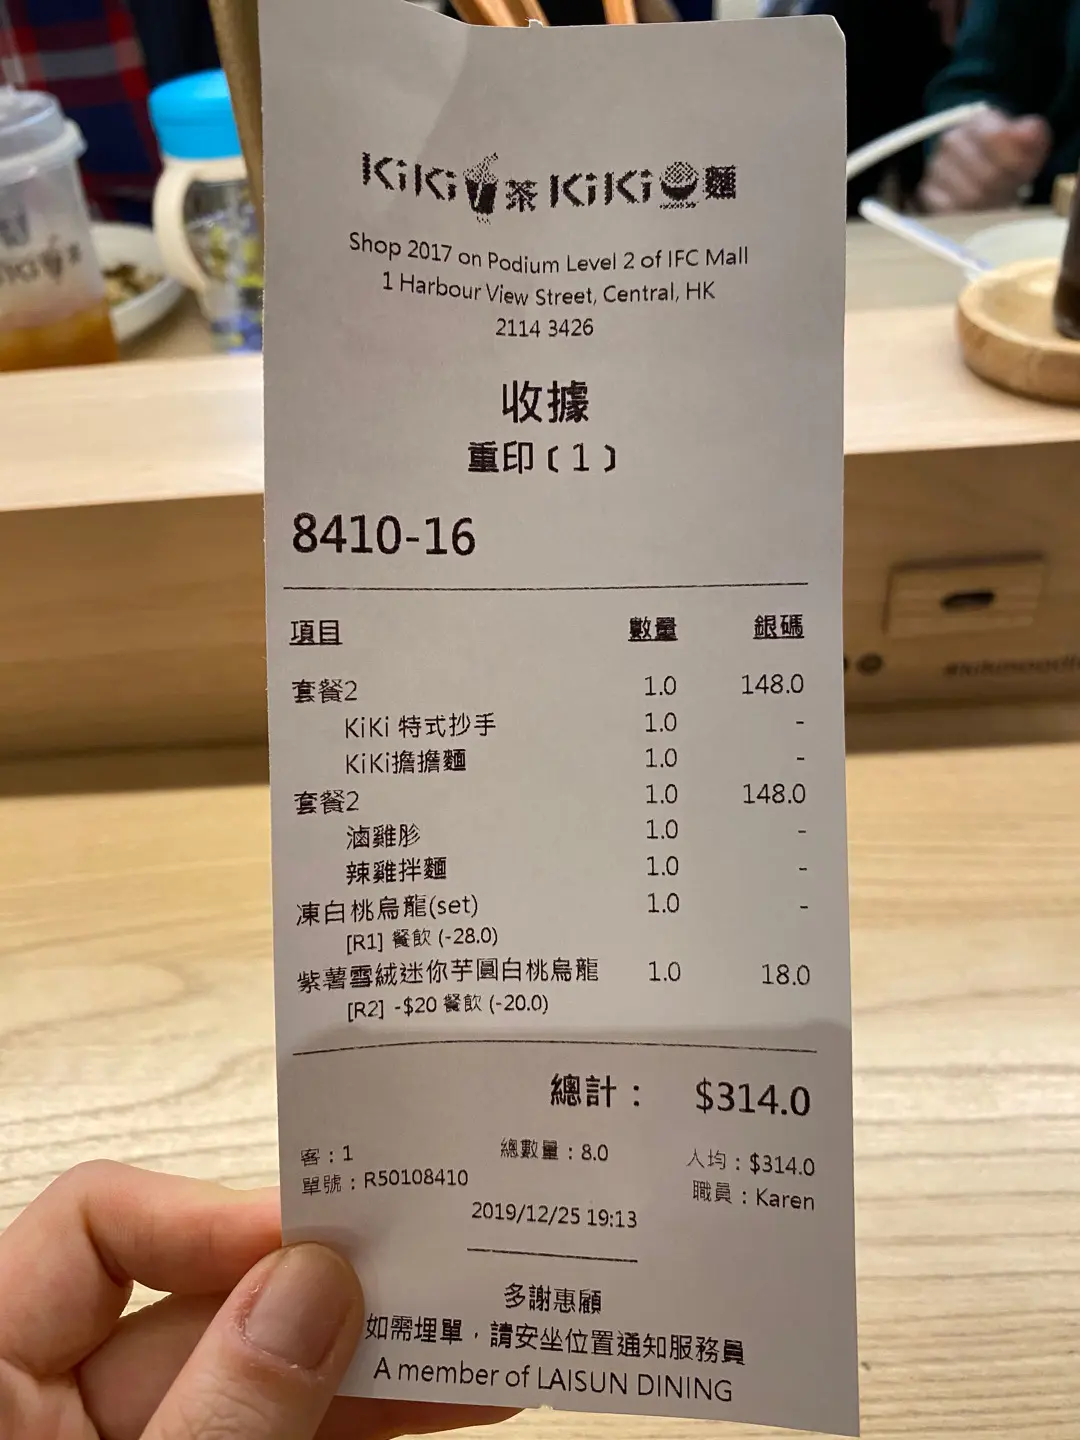 KiKi茶 KiKi麵
Shop 2017 on Podium Level 2 of IFC Mall
1 Harbour View Street, Central, HK
2114 3426
收據
重印﹝1﹞
8410-16
項目 數量 銀碼
套餐2 1.0 148.0
KiKi 特式抄手 1.0 -
KiKi擔擔麵 1.0 -
套餐2 1.0 148.0
滷雞胗 1.0 -
辣雞拌麵 1.0 -
凍白桃烏龍(set) 1.0 -
[R1] 餐飲 (-28.0)
紫薯雪絨迷你芋圓白桃烏龍 1.0 18.0
[R2] -$20 餐飲 (-20.0)
總計： $314.0
客：1 總數量：8.0 人均：$314.0
單號：R50108410 職員：Karen
2019/12/25 19:13
多謝惠顧
如需埋單，請安坐位置通知服務員
A member of LAISUN DINING